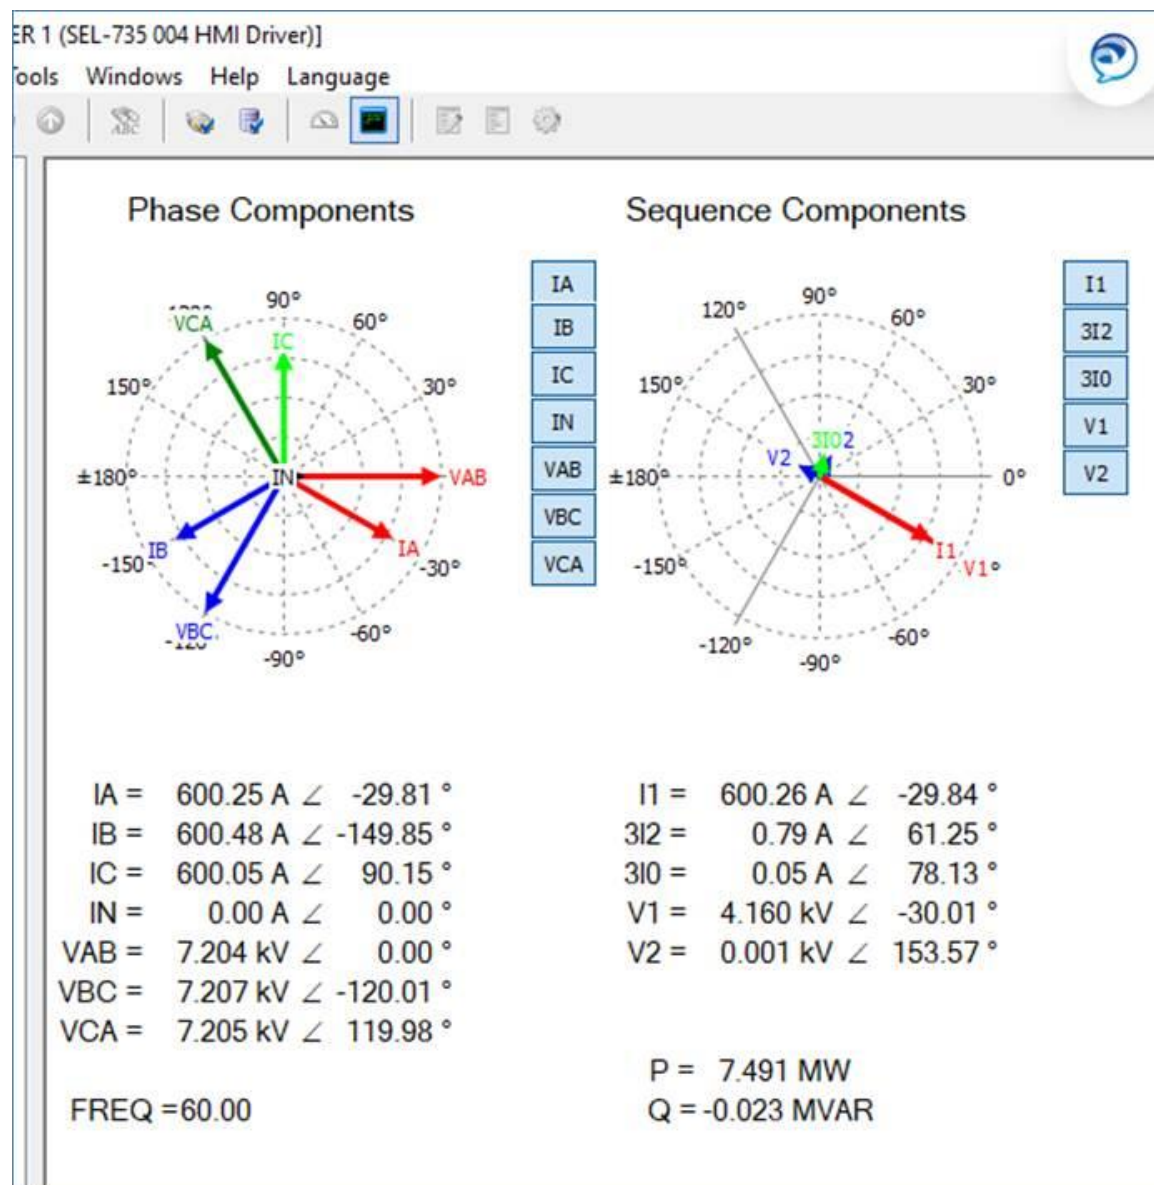 ER 1 (SEL-735 004 HMI Driver)]
Tools Windows Help Language
ABC
Phase Components
Sequence Components
90°
60°
30°
-30°
-60°
-90°
-150°
±180°
150°
VCA
IC
IN
VAB
IA
IB
VBC
IA
IB
IC
IN
VAB
VBC
VCA
120°
90°
60°
30°
0°
-60°
-90°
-120°
-150°
±180°
150°
3I0 2
V2
I1
V1
I1
3I2
3I0
V1
V2
IA = 600.25 A ∠ -29.81 °
IB = 600.48 A ∠ -149.85 °
IC = 600.05 A ∠ 90.15 °
IN = 0.00 A ∠ 0.00 °
VAB = 7.204 kV ∠ 0.00 °
VBC = 7.207 kV ∠ -120.01 °
VCA = 7.205 kV ∠ 119.98 °
FREQ =60.00
I1 = 600.26 A ∠ -29.84 °
3I2 = 0.79 A ∠ 61.25 °
3I0 = 0.05 A ∠ 78.13 °
V1 = 4.160 kV ∠ -30.01 °
V2 = 0.001 kV ∠ 153.57 °
P = 7.491 MW
Q = -0.023 MVAR